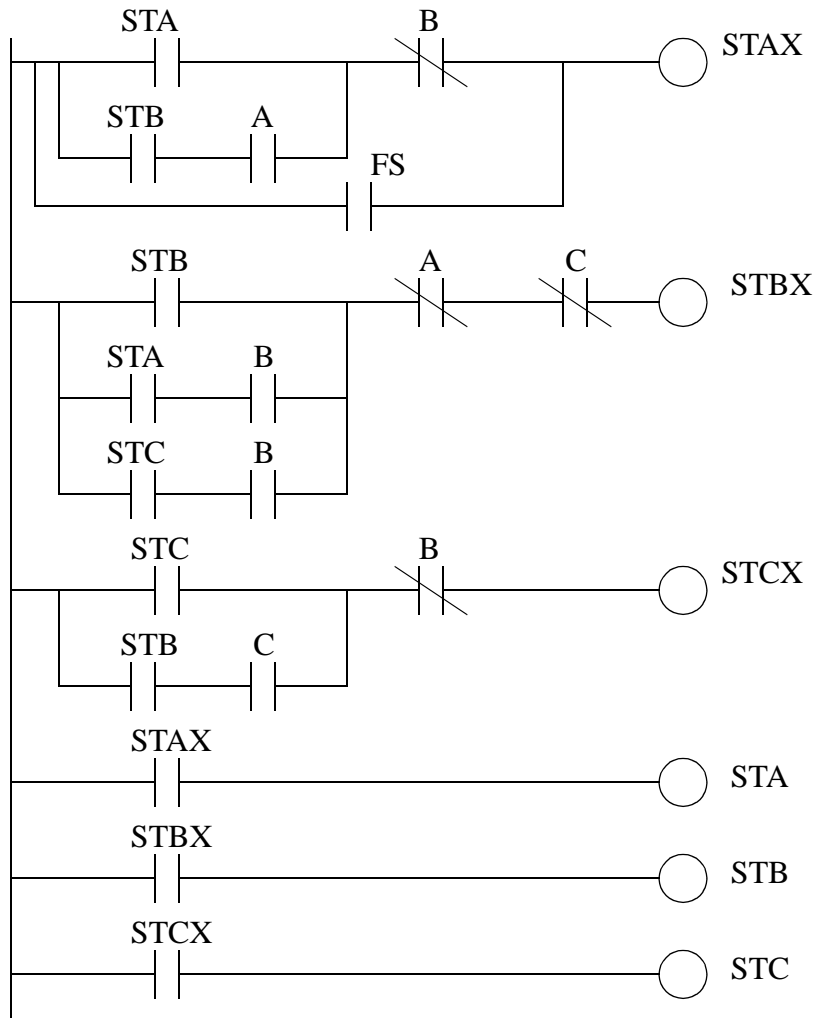 STA B STAX
STB A
FS
STB A C STBX
STA B
STC B
STC B STCX
STB C
STAX STA
STBX STB
STCX STC